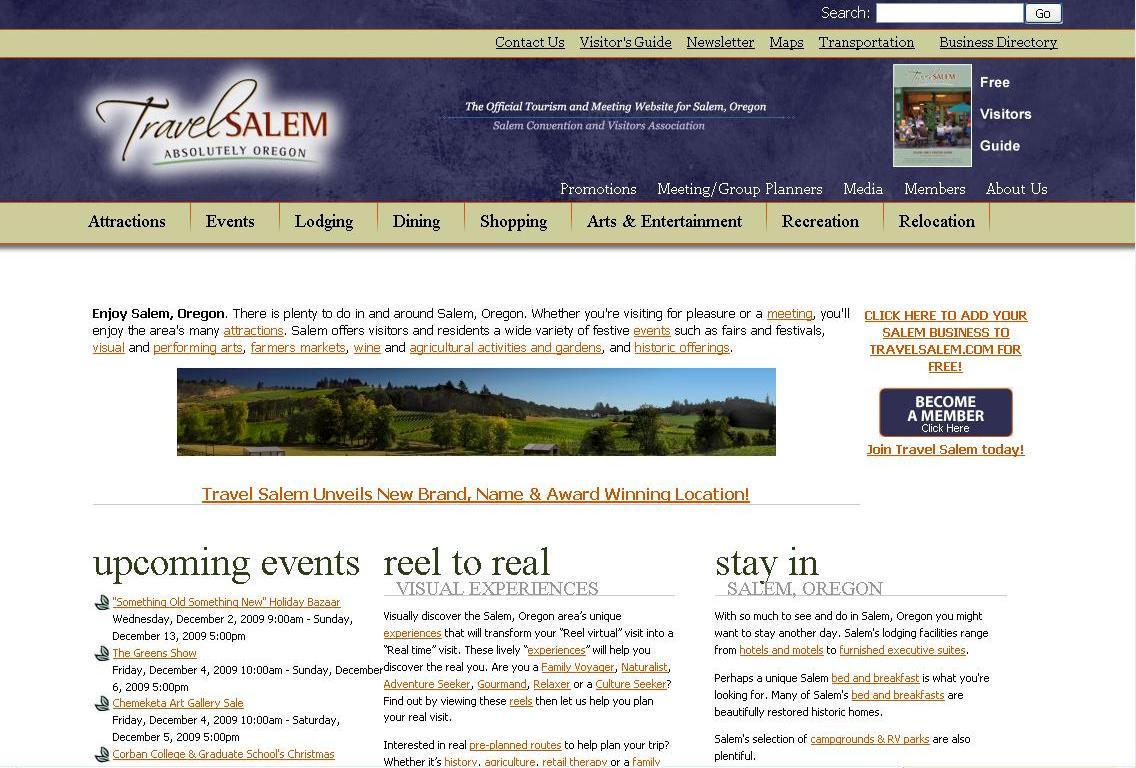 Search:
Go
Contact Us Visitor's Guide Newsletter Maps Transportation Business Directory
TravelSALEM
ABSOLUTELY OREGON
The Official Tourism and Meeting Website for Salem, Oregon
Salem Convention and Visitors Association
TravelSALEM
Free
Visitors
Guide
Promotions Meeting/Group Planners Media Members About Us
Attractions Events Lodging Dining Shopping Arts & Entertainment Recreation Relocation
Enjoy Salem, Oregon. There is plenty to do in and around Salem, Oregon. Whether you're visiting for pleasure or a meeting, you'll
enjoy the area's many attractions. Salem offers visitors and residents a wide variety of festive events such as fairs and festivals,
visual and performing arts, farmers markets, wine and agricultural activities and gardens, and historic offerings.
CLICK HERE TO ADD YOUR
SALEM BUSINESS TO
TRAVELSALEM.COM FOR
FREE!
BECOME
A MEMBER
Click Here
Join Travel Salem today!
Travel Salem Unveils New Brand, Name & Award Winning Location!
upcoming events
"Something Old Something New" Holiday Bazaar
Wednesday, December 2, 2009 9:00am - Sunday,
December 13, 2009 5:00pm
The Greens Show
Friday, December 4, 2009 10:00am - Sunday, December
6, 2009 5:00pm
Chemeketa Art Gallery Sale
Friday, December 4, 2009 10:00am - Saturday,
December 5, 2009 5:00pm
Corban College & Graduate School's Christmas
reel to real
VISUAL EXPERIENCES
Visually discover the Salem, Oregon area's unique
experiences that will transform your "Reel virtual" visit into a
"Real time" visit. These lively "experiences" will help you
discover the real you. Are you a Family Voyager, Naturalist,
Adventure Seeker, Gourmand, Relaxer or a Culture Seeker?
Find out by viewing these reels then let us help you plan
your real visit.
Interested in real pre-planned routes to help plan your trip?
Whether it's history, agriculture, retail therapy or a family
stay in
SALEM, OREGON
With so much to see and do in Salem, Oregon you might
want to stay another day. Salem's lodging facilities range
from hotels and motels to furnished executive suites.
Perhaps a unique Salem bed and breakfast is what you're
looking for. Many of Salem's bed and breakfasts are
beautifully restored historic homes.
Salem's selection of campgrounds & RV parks are also
plentiful.